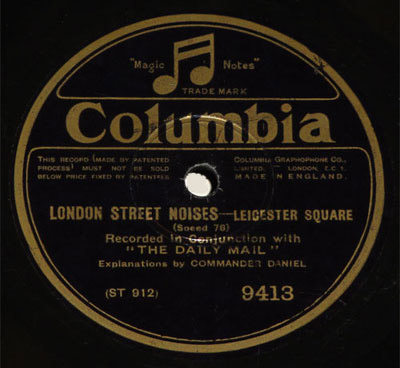 "Magic Notes"
TRADE MARK
Columbia
THIS RECORD (MADE BY PATENTED
PROCESS) MUST NOT BE SOLD
BELOW PRICE FIXED BY PATENTEES.
COLUMBIA GRAPHOPHONE CO.,
LIMITED, LONDON, E.C.1.
MADE IN ENGLAND.
LONDON STREET NOISES—LEICESTER SQUARE
(Speed 78)
Recorded in Conjunction with
"THE DAILY MAIL"
Explanations by COMMANDER DANIEL
(ST 912) 9413